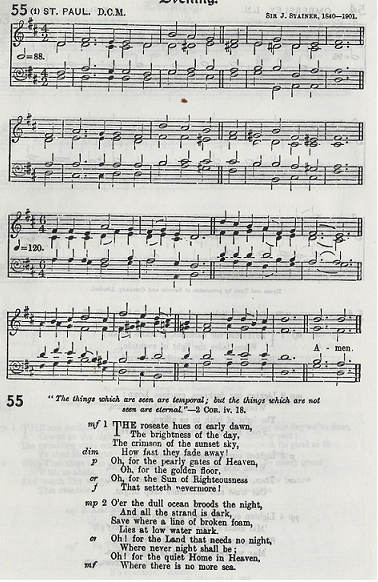 Evening.
55 (1) ST. PAUL. D.C.M. SIR J. STAINER, 1840–1901.
=88.
=120.
A - men.
55 "The things which are seen are temporal; but the things which are not
seen are eternal."—2 COR. iv. 18.
mf 1 THE roseate hues of early dawn,
The brightness of the day,
The crimson of the sunset sky,
dim How fast they fade away!
p Oh, for the pearly gates of Heaven,
Oh, for the golden floor,
cr Oh, for the Sun of Righteousness
f That setteth nevermore!
mp 2 O'er the dull ocean broods the night,
And all the strand is dark,
Save where a line of broken foam,
Lies at low water mark.
cr Oh! for the Land that needs no night,
Where never night shall be;
Oh! for the quiet Home in Heaven,
mf Where there is no more sea.